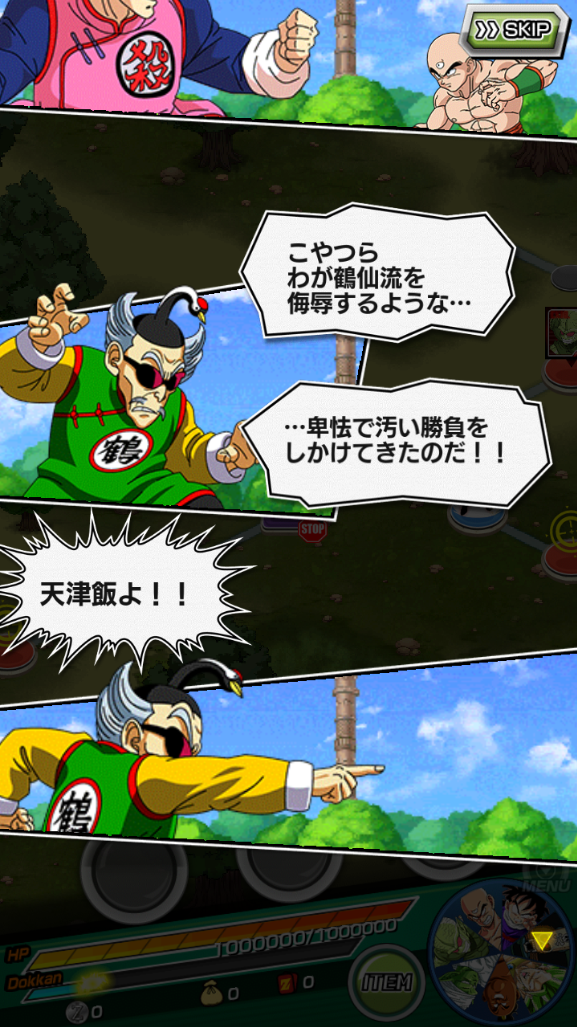 SKIP
殺
こやつら
わが鶴仙流を
侮辱するような…
鶴
…卑怯で汚い勝負を
しかけてきたのだ！！
STOP
天津飯よ！！
鶴
MENU
HP
1000000/1000000
Dokkan
Z 0
0
Z 0
ITEM